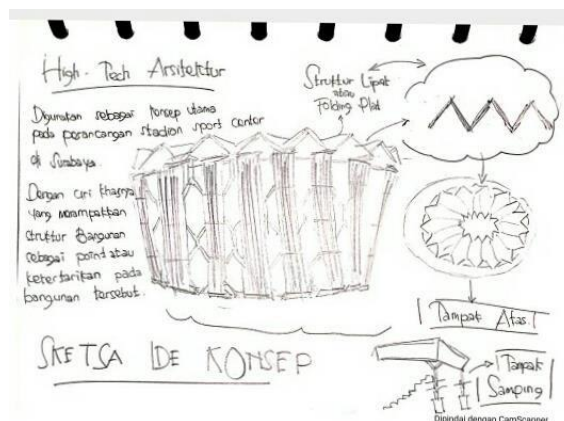 High-Tech Arsitektur
Digunakan sebagai konsep utama
pada perancangan stadion sport center
di Surabaya.
Dengan ciri khasnya
yang menampakkan
struktur Bangunan
sebagai point atau
ketertarikan pada
bangunan tersebut.
Struktur Lipat
atau
Folding Plat
Tampak Atas
Tampak
Samping
SKETSA IDE KONSEP
Dipindai dengan CamScanner